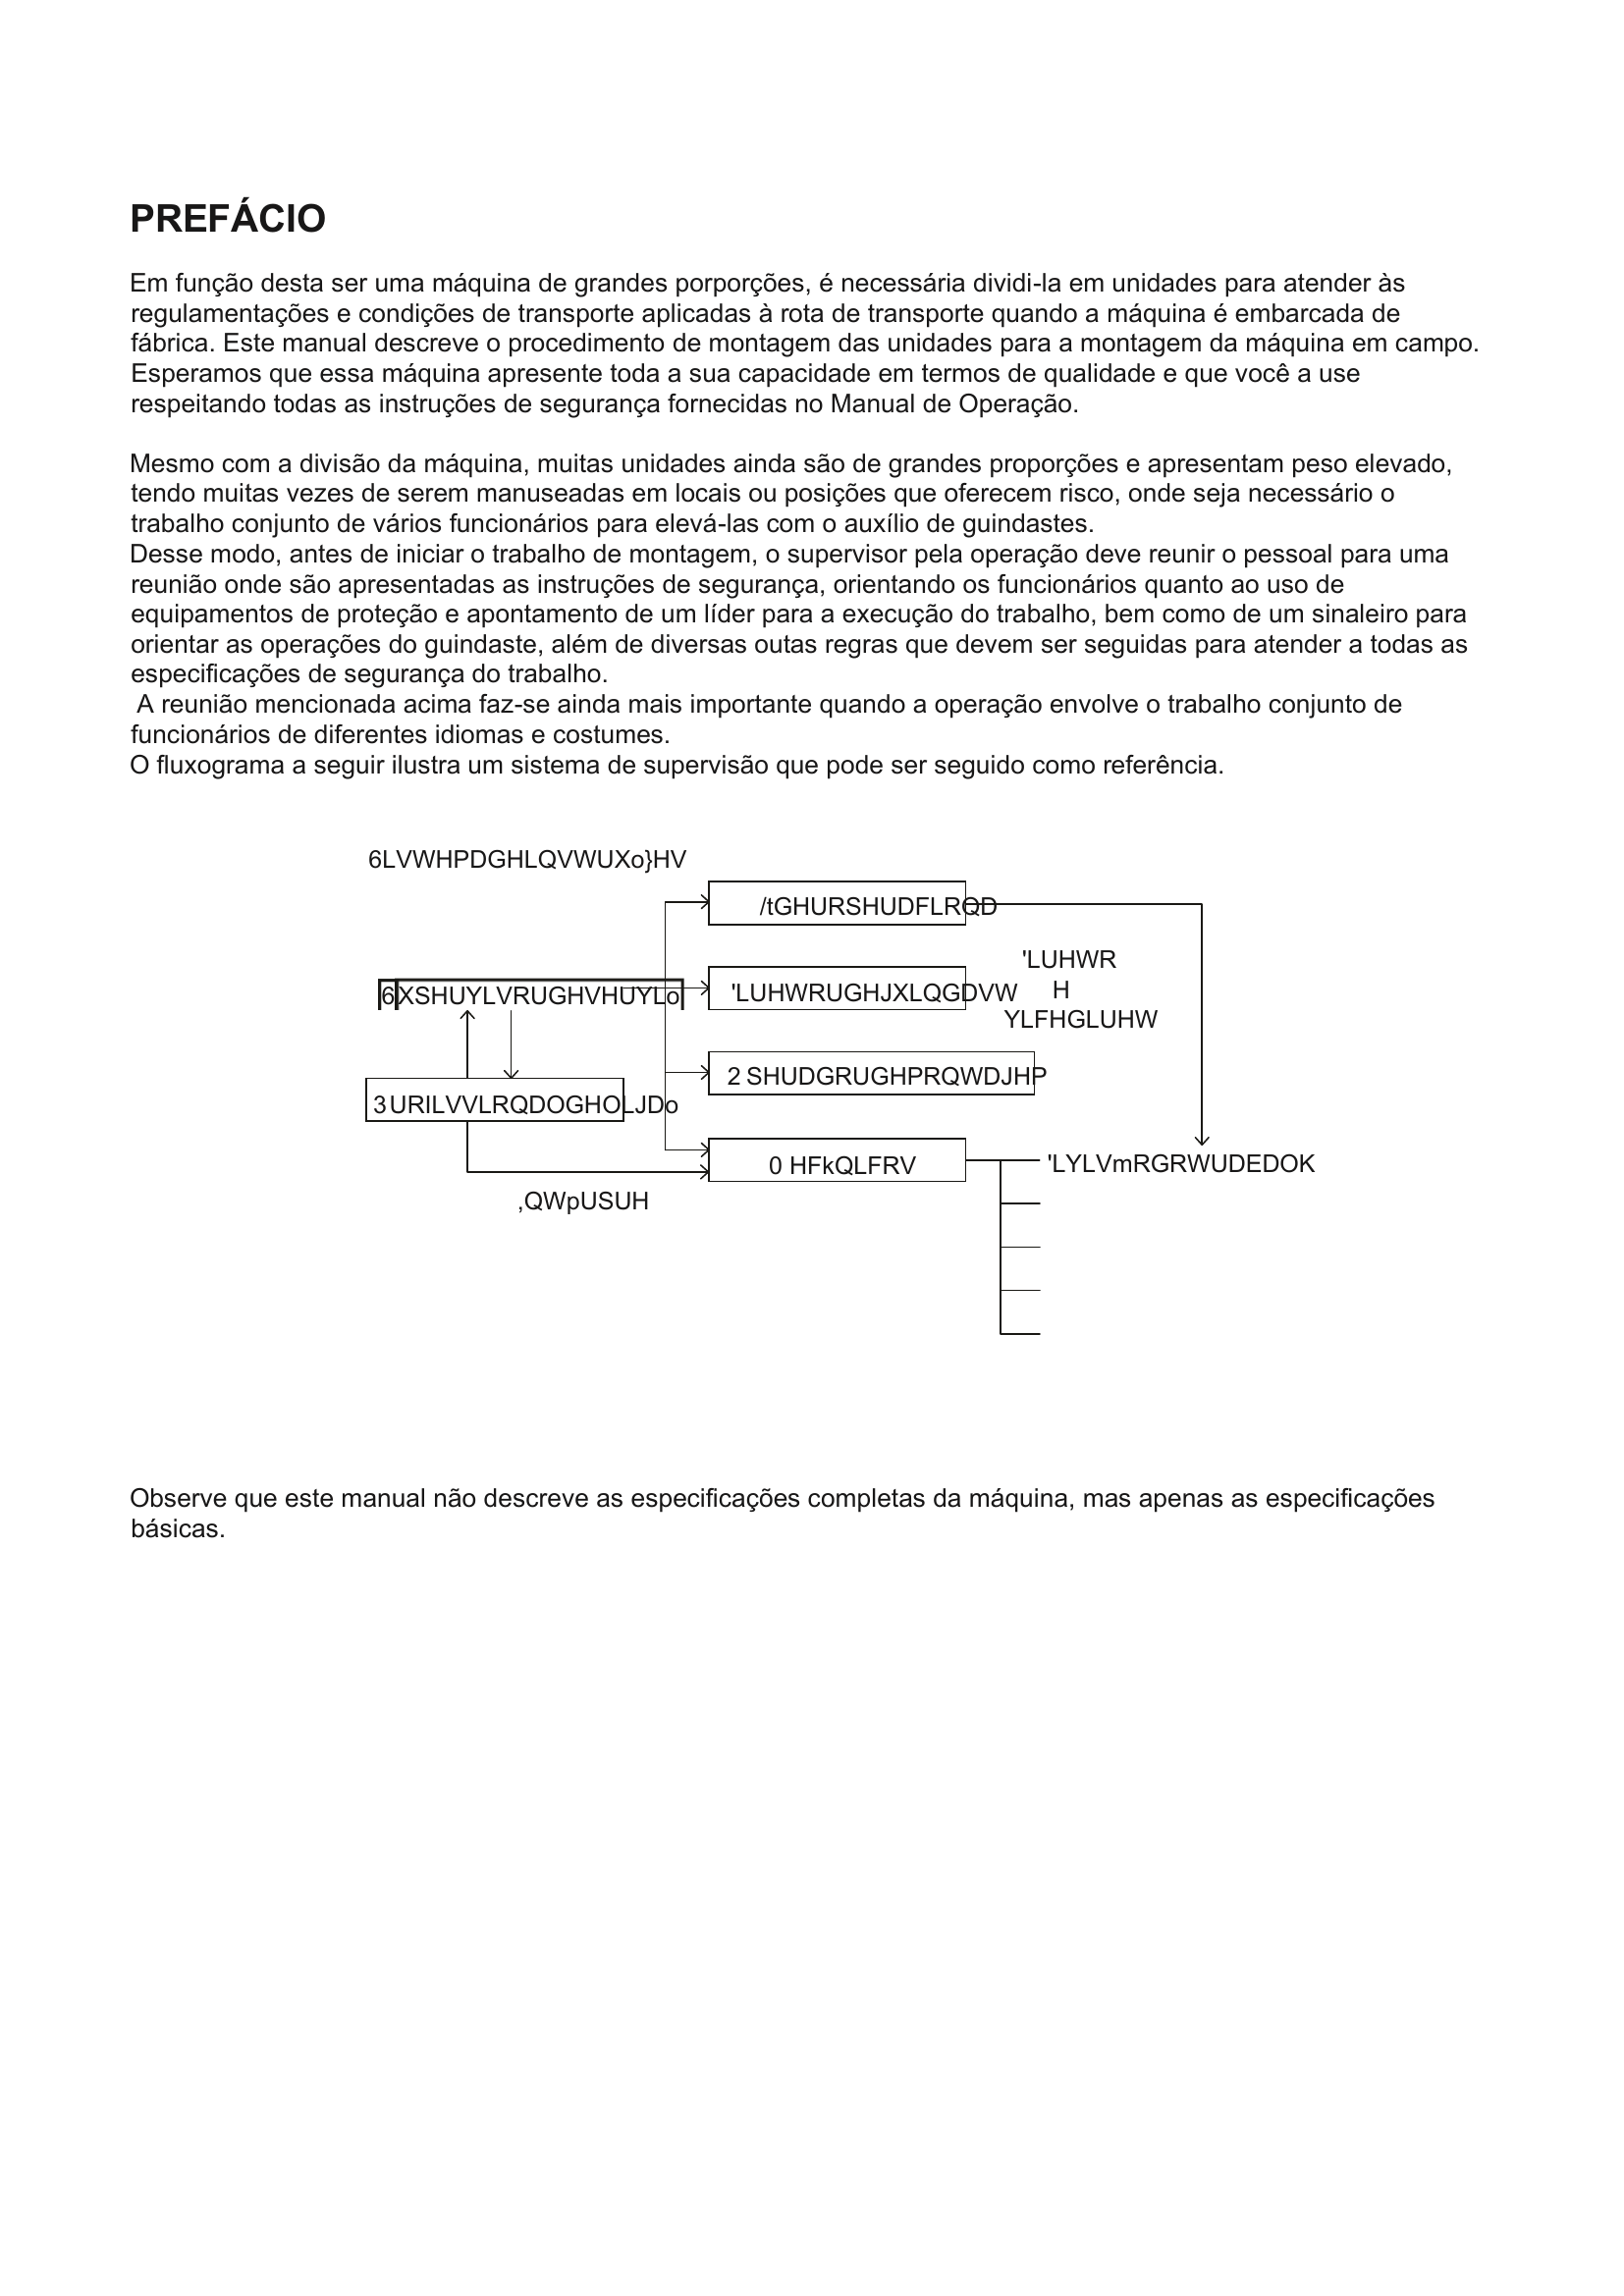 PREFÁCIO
Em função desta ser uma máquina de grandes porporções, é necessária dividi-la em unidades para atender às
regulamentações e condições de transporte aplicadas à rota de transporte quando a máquina é embarcada de
fábrica. Este manual descreve o procedimento de montagem das unidades para a montagem da máquina em campo.
Esperamos que essa máquina apresente toda a sua capacidade em termos de qualidade e que você a use
respeitando todas as instruções de segurança fornecidas no Manual de Operação.
Mesmo com a divisão da máquina, muitas unidades ainda são de grandes proporções e apresentam peso elevado,
tendo muitas vezes de serem manuseadas em locais ou posições que oferecem risco, onde seja necessário o
trabalho conjunto de vários funcionários para elevá-las com o auxílio de guindastes.
Desse modo, antes de iniciar o trabalho de montagem, o supervisor pela operação deve reunir o pessoal para uma
reunião onde são apresentadas as instruções de segurança, orientando os funcionários quanto ao uso de
equipamentos de proteção e apontamento de um líder para a execução do trabalho, bem como de um sinaleiro para
orientar as operações do guindaste, além de diversas outas regras que devem ser seguidas para atender a todas as
especificações de segurança do trabalho.
A reunião mencionada acima faz-se ainda mais importante quando a operação envolve o trabalho conjunto de
funcionários de diferentes idiomas e costumes.
O fluxograma a seguir ilustra um sistema de supervisão que pode ser seguido como referência.
6LVWHPDGHLQVWUXo}HV
/tGHURSHUDFLRQD
'LUHWR
H
YLFHGLUHW
6XSHUYLVRUGHVHUYLo
'LUHWRUGHJXLQGDVW
2 SHUDGRUGHPRQWDJHP
3URILVVLRQDOGHOLJDo
0 HFkQLFRV
'LYLVmRGRWUDEDOK
,QWpUSUH
Observe que este manual não descreve as especificações completas da máquina, mas apenas as especificações
básicas.